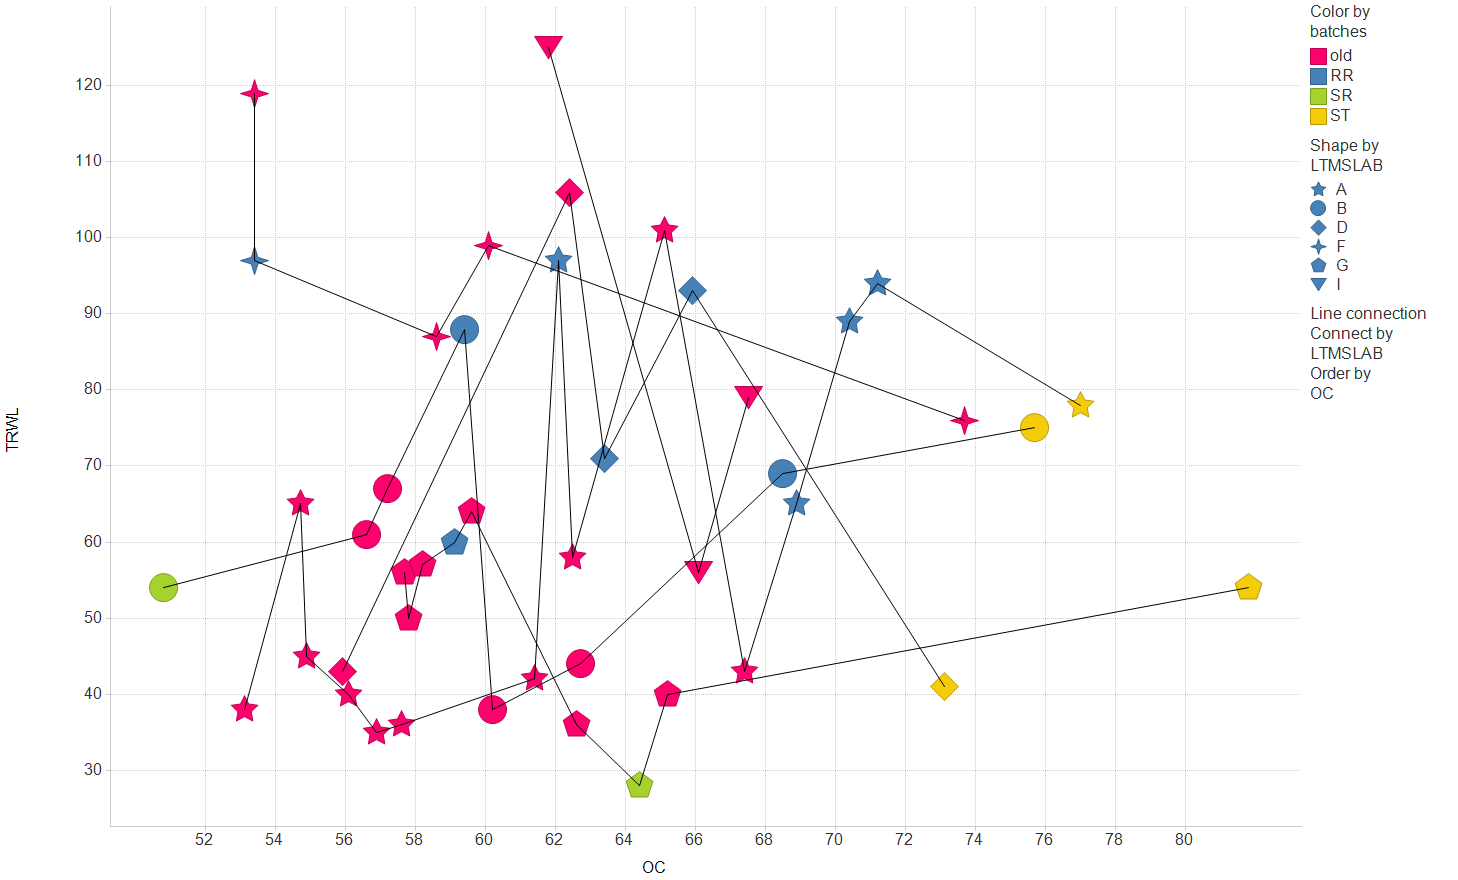 Color by
batches
old
RR
SR
ST
Shape by
LTMSLAB
A
B
D
F
G
I
Line connection
Connect by
LTMSLAB
Order by
OC
TRWL
120
110
100
90
80
70
60
50
40
30
52 54 56 58 60 62 64 66 68 70 72 74 76 78 80
OC